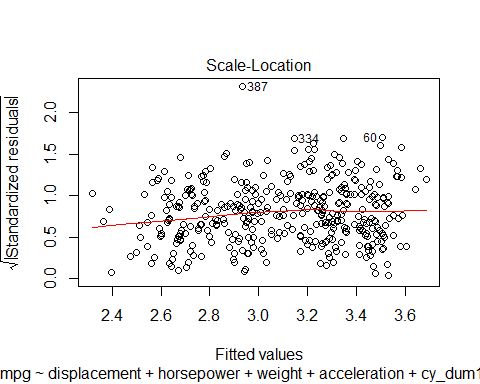 Scale-Location
√|Standardized residuals|
2.0
1.5
1.0
0.5
0.0
387
334
60
2.4 2.6 2.8 3.0 3.2 3.4 3.6
Fitted values
mpg ~ displacement + horsepower + weight + acceleration + cy_dum1